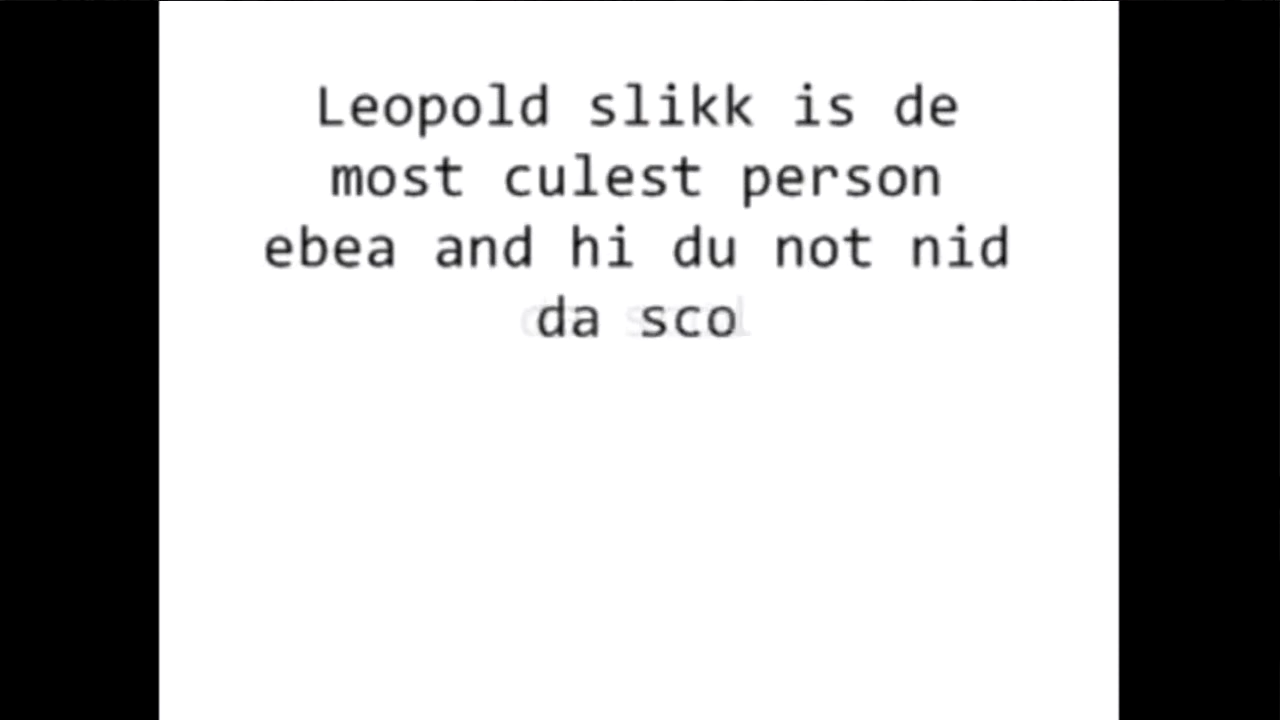 Leopold slikk is de
most culest person
ebea and hi du not nid
da sco